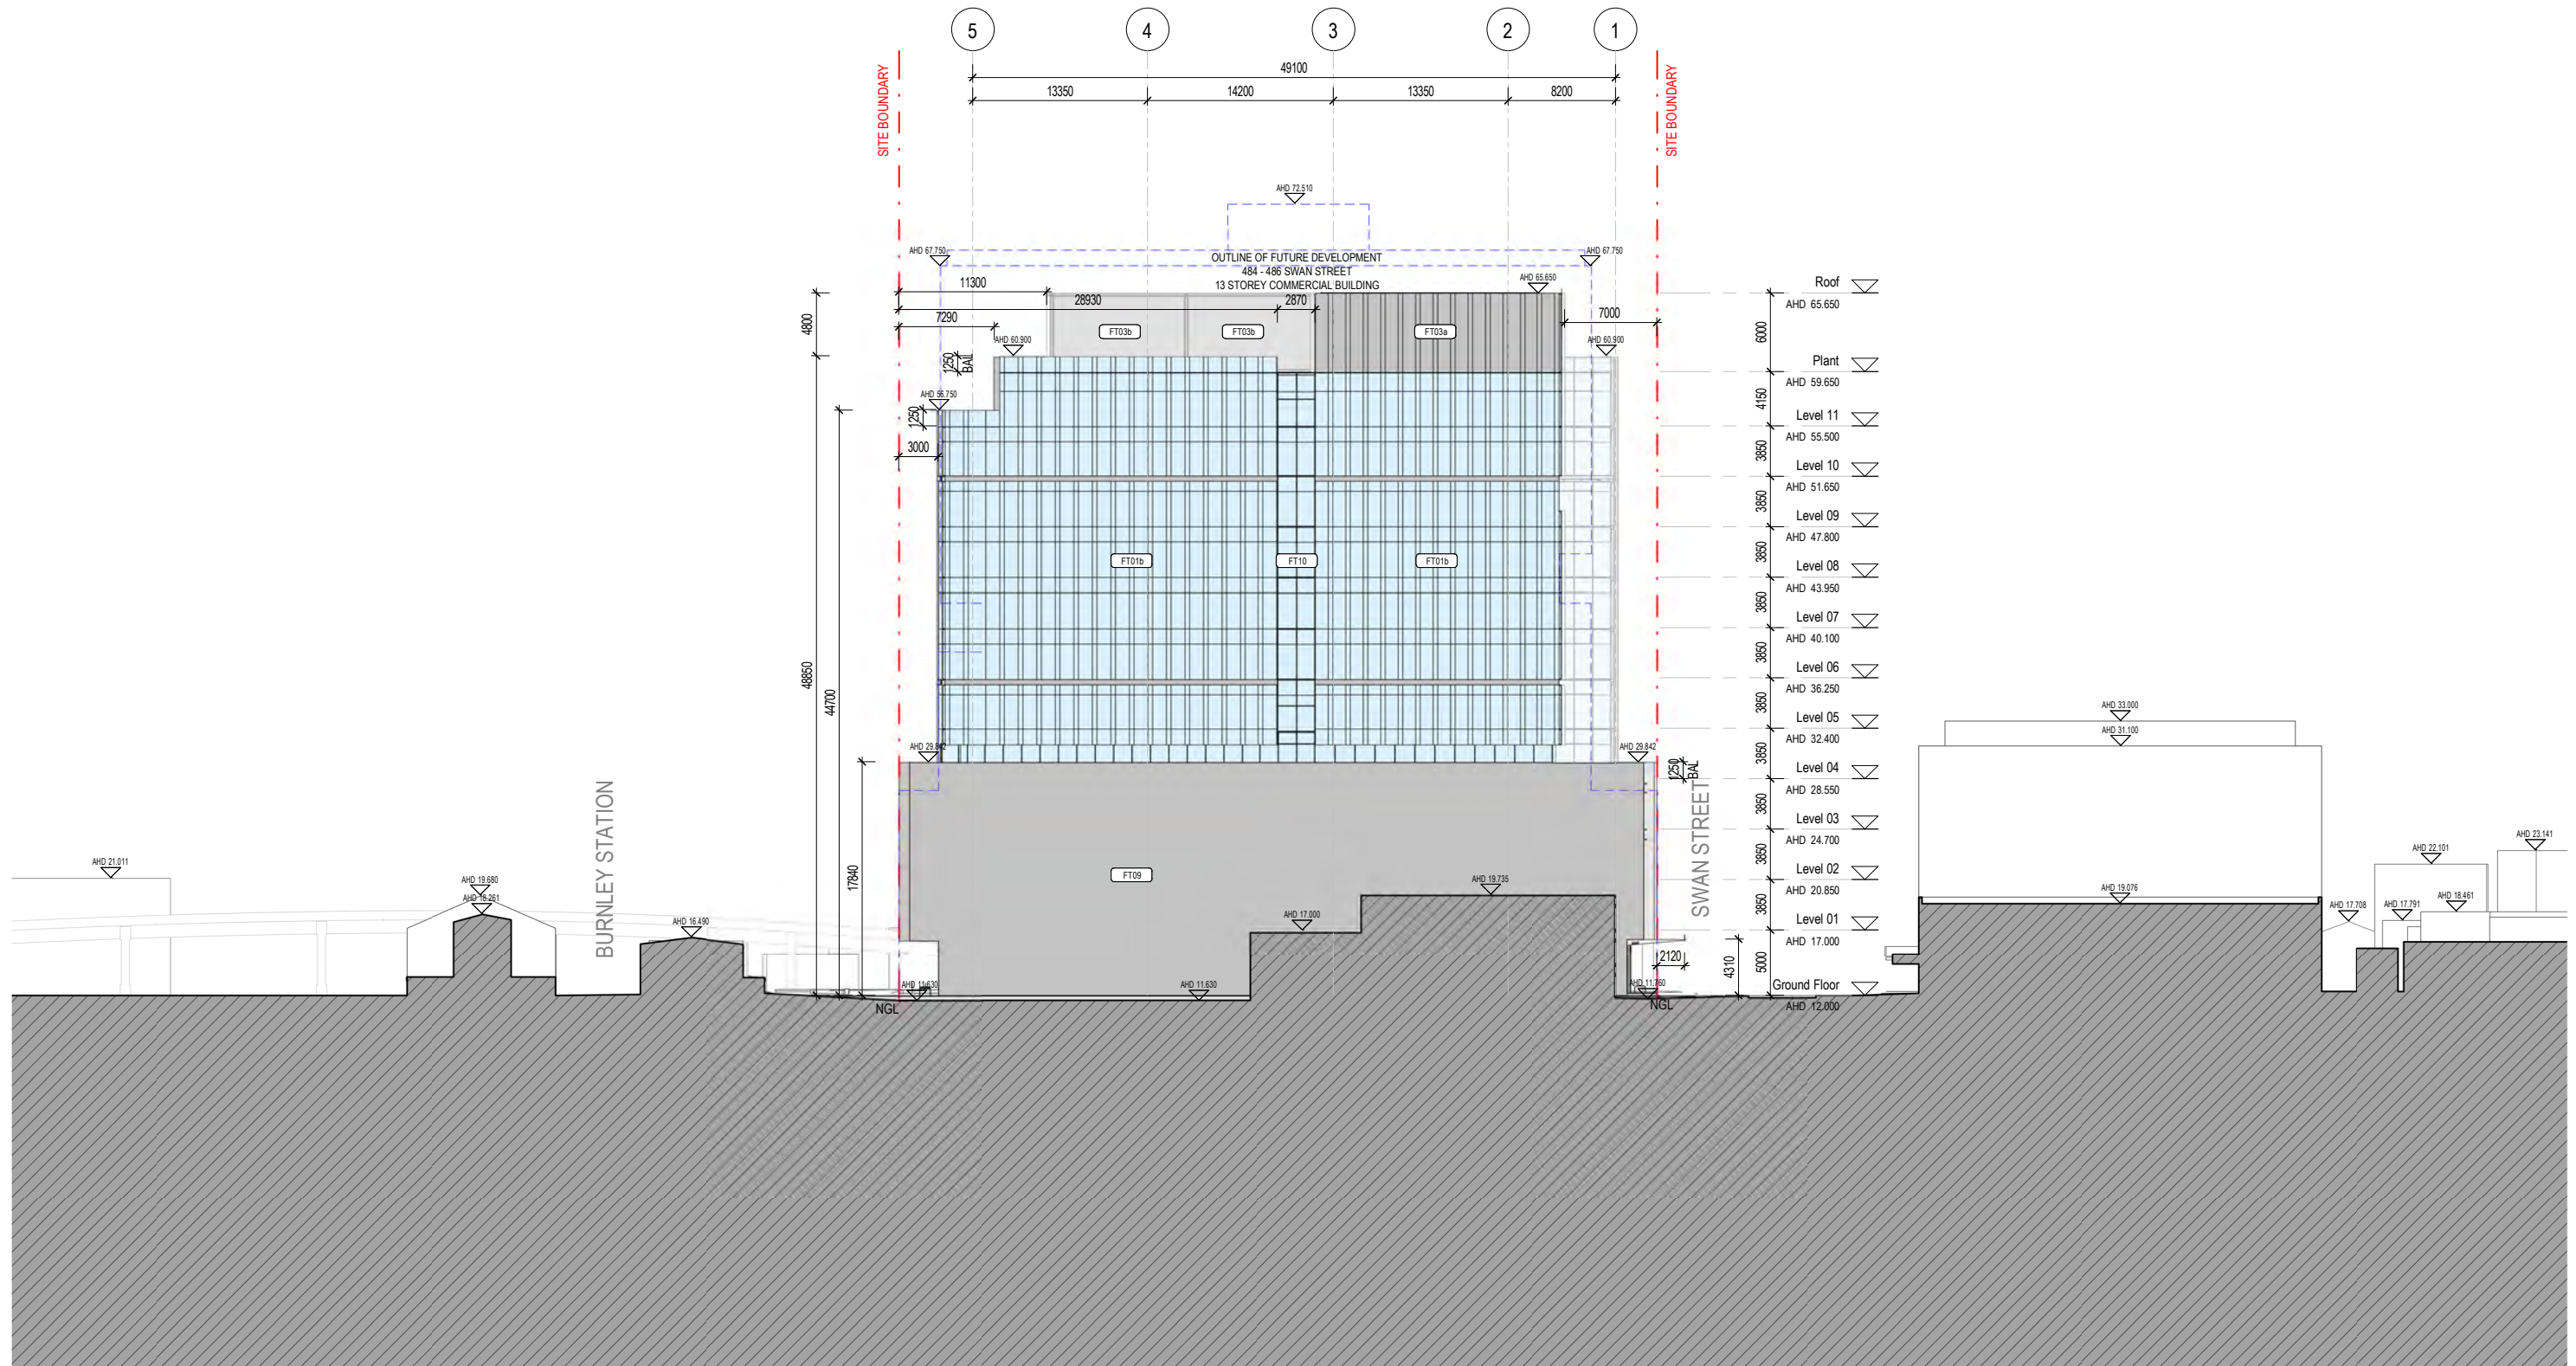 5
4
3
2
1
49100
13350
14200
13350
8200
SITE BOUNDARY
SITE BOUNDARY
AHD 72.510
AHD 67.750
AHD 67.750
OUTLINE OF FUTURE DEVELOPMENT
484 - 486 SWAN STREET
13 STOREY COMMERCIAL BUILDING
AHD 65.650
11300
28930
2870
7290
7000
4800
FT03b
FT03b
FT03a
AHD 60.900
AHD 60.900
1250
BAL
AHD 56.750
1250
3000
FT01b
FT10
FT01b
48850
44700
17840
AHD 29.842
AHD 29.842
1250
BAL
FT09
AHD 19.735
AHD 17.000
AHD 11.630
AHD 11.630
AHD 11.760
NGL
NGL
2120
4310
Roof
AHD 65.650
6000
Plant
AHD 59.650
4150
Level 11
AHD 55.500
3850
Level 10
AHD 51.650
3850
Level 09
AHD 47.800
3850
Level 08
AHD 43.950
3850
Level 07
AHD 40.100
3850
Level 06
AHD 36.250
3850
Level 05
AHD 32.400
3850
Level 04
AHD 28.550
3850
Level 03
AHD 24.700
3850
Level 02
AHD 20.850
3850
Level 01
AHD 17.000
5000
Ground Floor
AHD 12.000
BURNLEY STATION
SWAN STREET
AHD 21.011
AHD 19.680
AHD 18.261
AHD 16.490
AHD 33.000
AHD 31.100
AHD 19.076
AHD 17.708
AHD 17.791
AHD 22.101
AHD 18.461
AHD 23.141